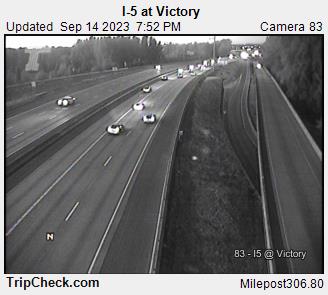 I-5 at Victory
Updated  Sep 14 2023  7:52 PM  Camera 83
N
83 - I5 @ Victory
TripCheck.com  Milepost306.80